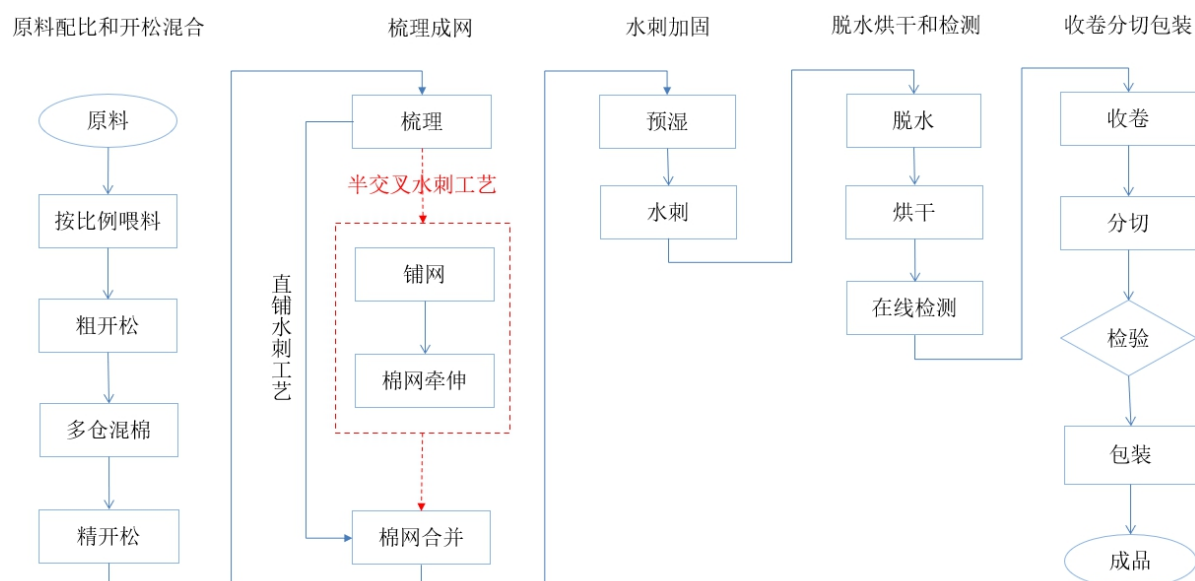 原料配比和开松混合
原料
按比例喂料
粗开松
多仓混棉
精开松
梳理成网
梳理
半交叉水刺工艺
铺网
棉网牵伸
直铺水刺工艺
棉网合并
水刺加固
预湿
水刺
脱水烘干和检测
脱水
烘干
在线检测
收卷分切包装
收卷
分切
检验
包装
成品